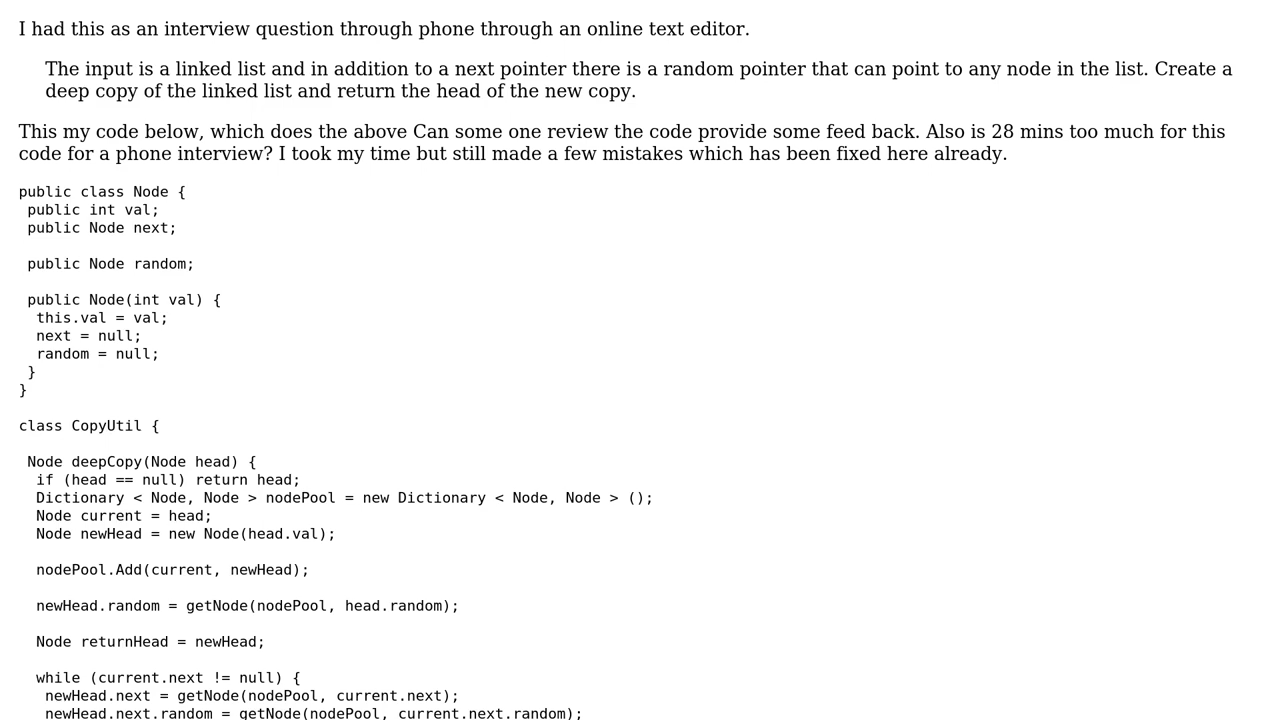 I had this as an interview question through phone through an online text editor.
The input is a linked list and in addition to a next pointer there is a random pointer that can point to any node in the list. Create a
deep copy of the linked list and return the head of the new copy.
This my code below, which does the above Can some one review the code provide some feed back. Also is 28 mins too much for this
code for a phone interview? I took my time but still made a few mistakes which has been fixed here already.
public class Node {
 public int val;
 public Node next;

 public Node random;

 public Node(int val) {
  this.val = val;
  next = null;
  random = null;
 }
}

class CopyUtil {

 Node deepCopy(Node head) {
  if (head == null) return head;
  Dictionary < Node, Node > nodePool = new Dictionary < Node, Node > ();
  Node current = head;
  Node newHead = new Node(head.val);

  nodePool.Add(current, newHead);

  newHead.random = getNode(nodePool, head.random);

  Node returnHead = newHead;

  while (current.next != null) {
   newHead.next = getNode(nodePool, current.next);
   newHead.next.random = getNode(nodePool, current.next.random);